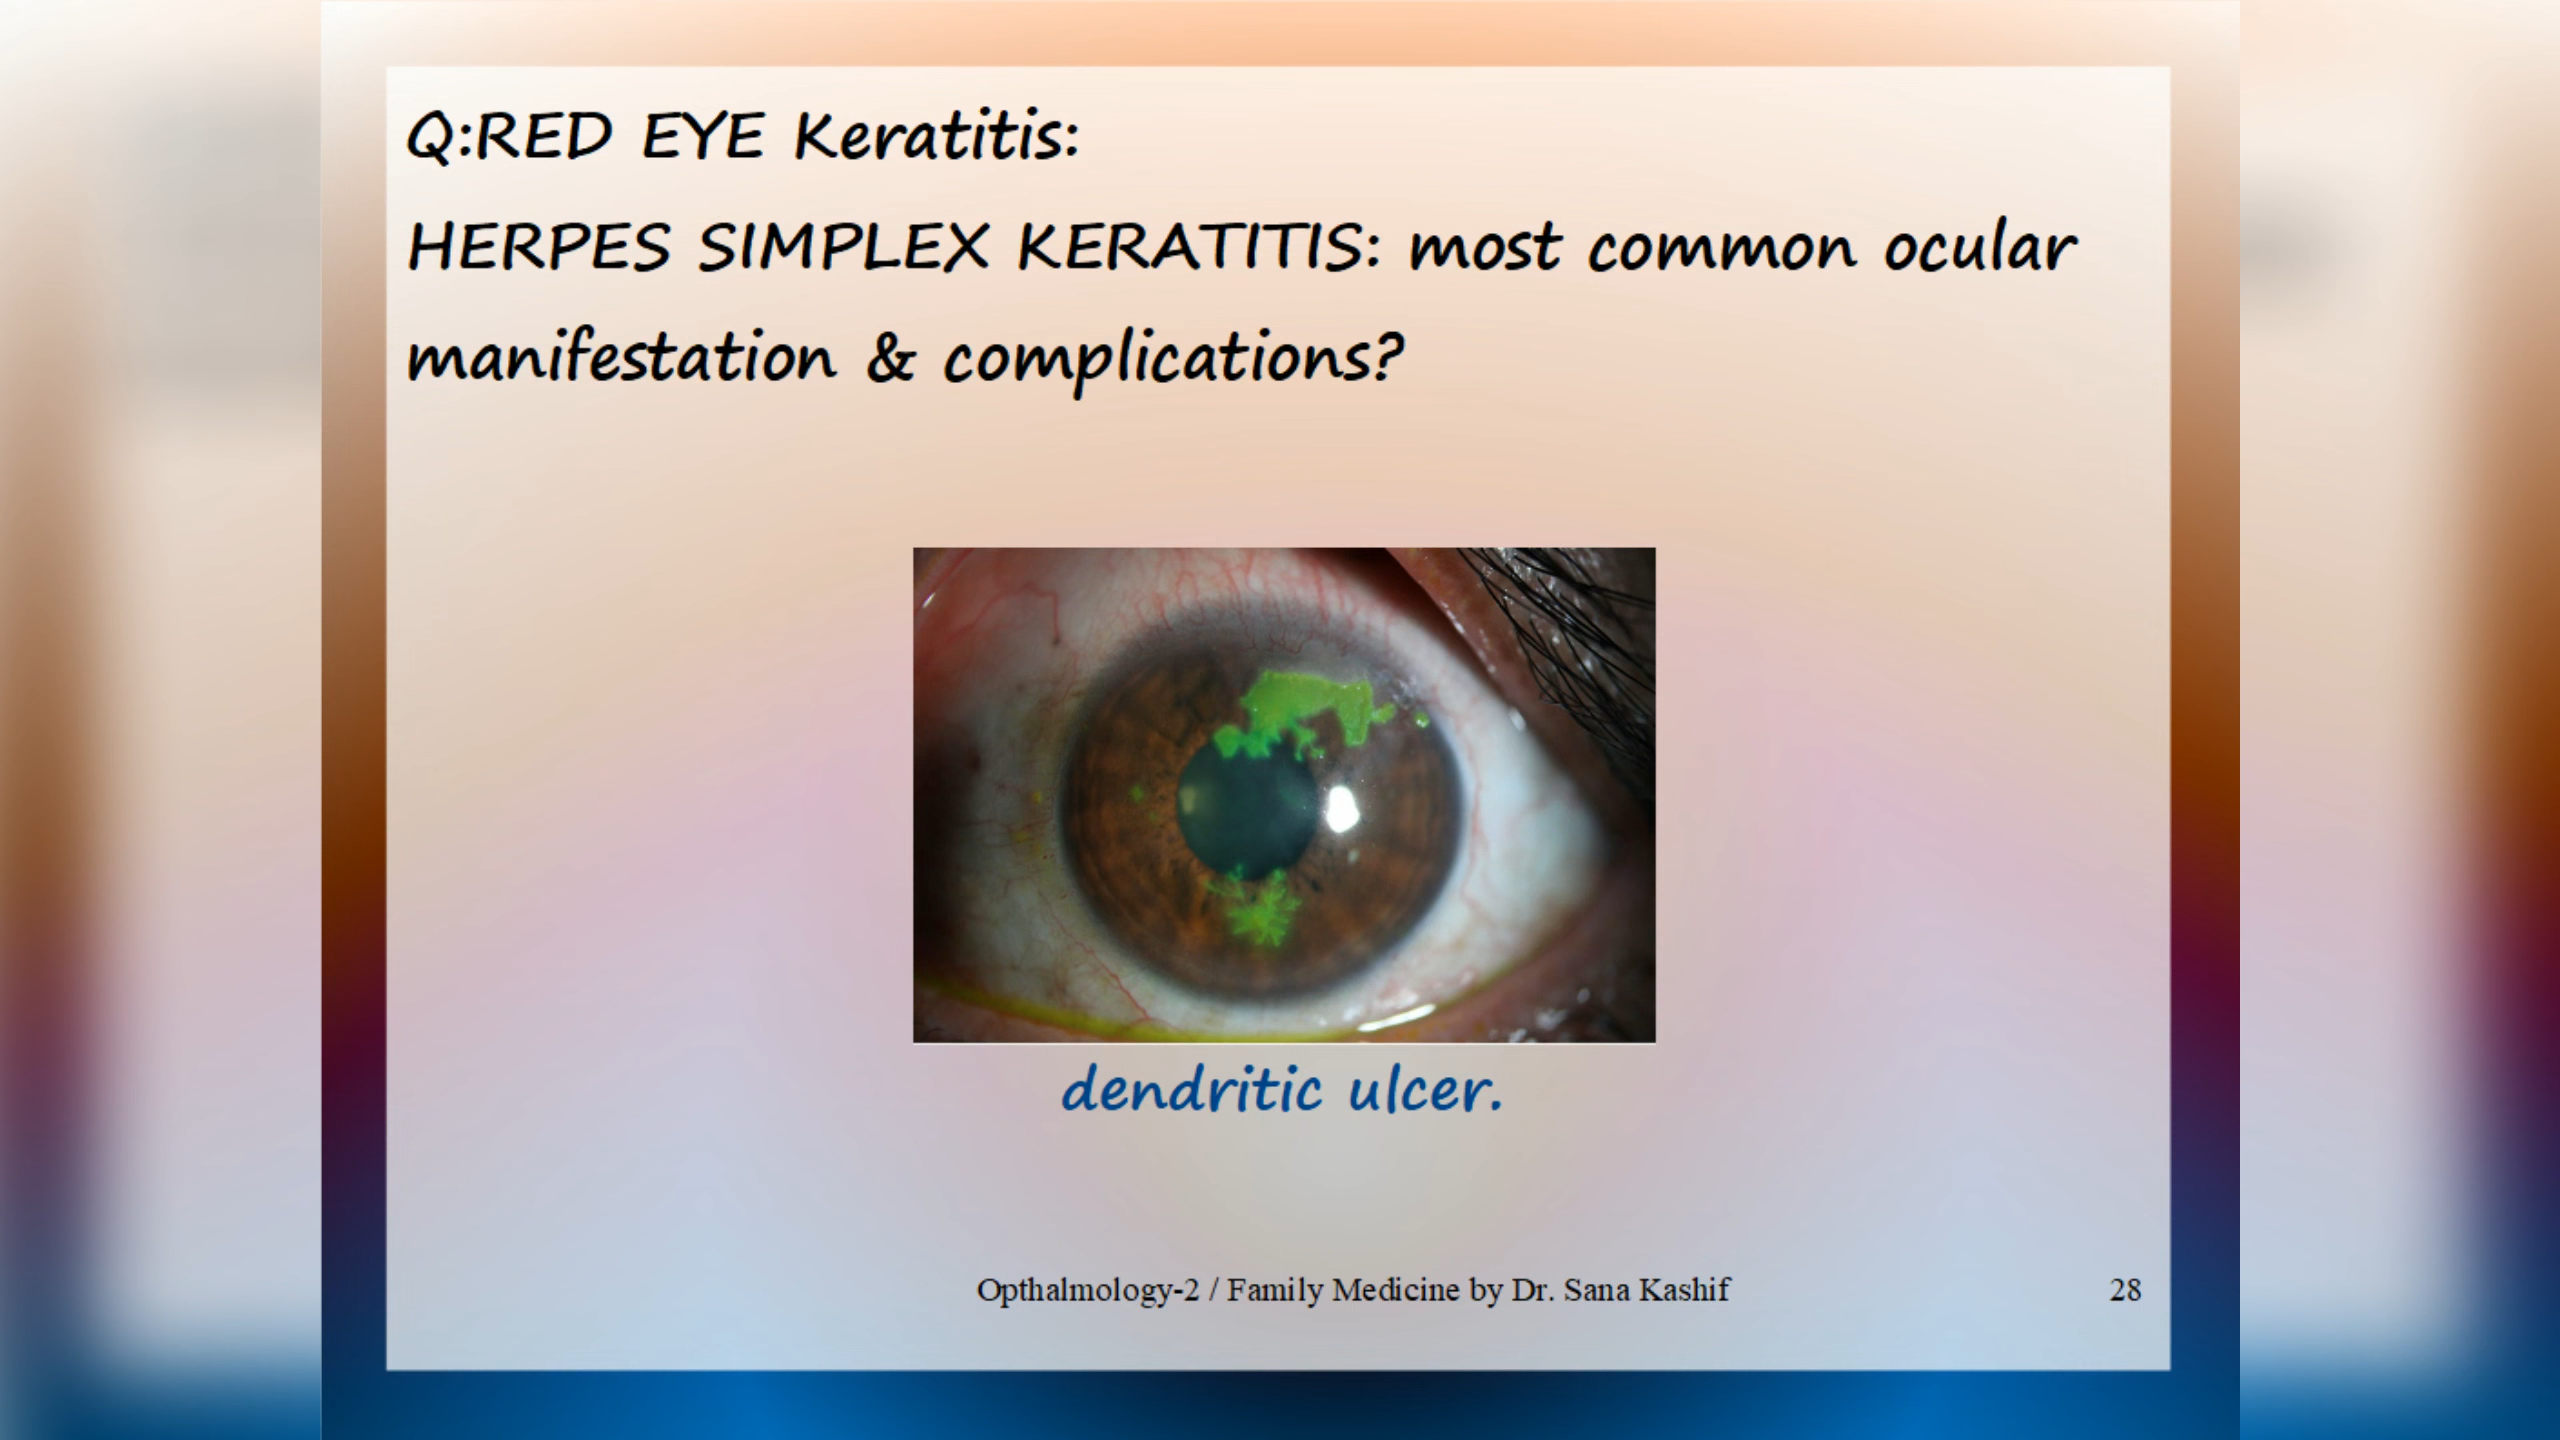 Q:RED EYE Keratitis:
HERPES SIMPLEX KERATITIS: most common ocular
manifestation & complications?
dendritic ulcer.
Opthalmology-2 / Family Medicine by Dr. Sana Kashif
28